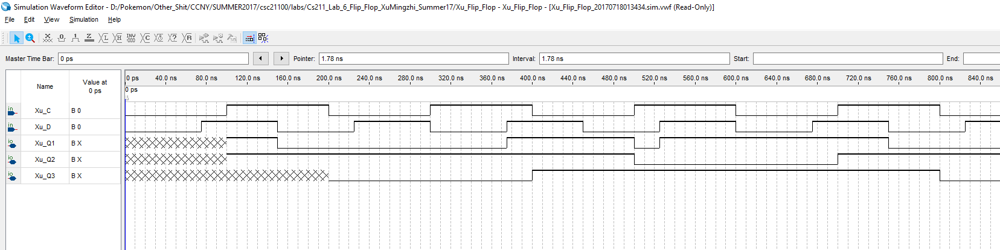 Simulation Waveform Editor - D:/Pokemon/Other_Shit/CCNY/SUMMER2017/csc21100/labs/Cs211_Lab_6_Flip_Flop_XuMingzhi_Summer17/Xu_Flip_Flop - Xu_Flip_Flop - [Xu_Flip_Flop_20170718013434.sim.vwf (Read-Only)]
File Edit View Simulation Help
Master Time Bar: 0 ps Pointer: 1.78 ns Interval: 1.78 ns Start: End:
Name Value at 0 ps
0 ps 40.0 ns 80.0 ns 120.0 ns 160.0 ns 200.0 ns 240.0 ns 280.0 ns 320.0 ns 360.0 ns 400.0 ns 440.0 ns 480.0 ns 520.0 ns 560.0 ns 600.0 ns 640.0 ns 680.0 ns 720.0 ns 760.0 ns 800.0 ns 840.0 ns
0 ps
in Xu_C B 0
in Xu_D B 0
io Xu_Q1 B X
io Xu_Q2 B X
io Xu_Q3 B X